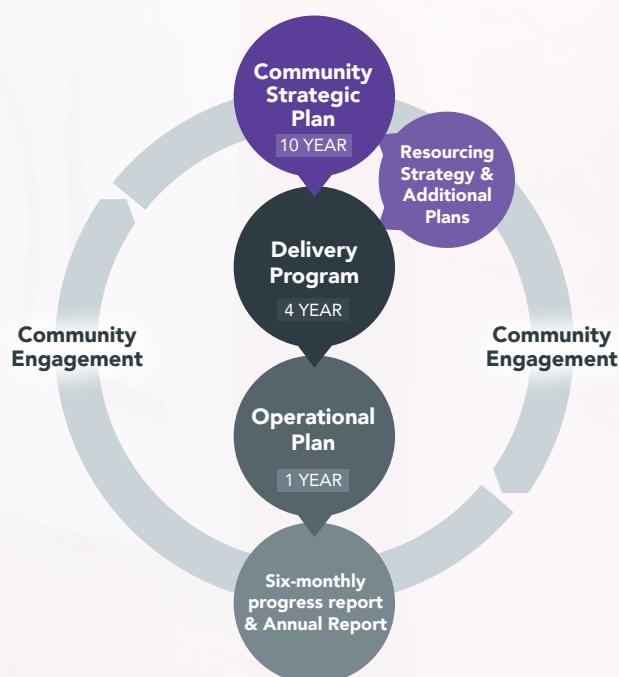 Community
Strategic
Plan
10 YEAR
Resourcing
Strategy &
Additional
Plans
Delivery
Program
4 YEAR
Community
Engagement
Community
Engagement
Operational
Plan
1 YEAR
Six-monthly
progress report
& Annual Report